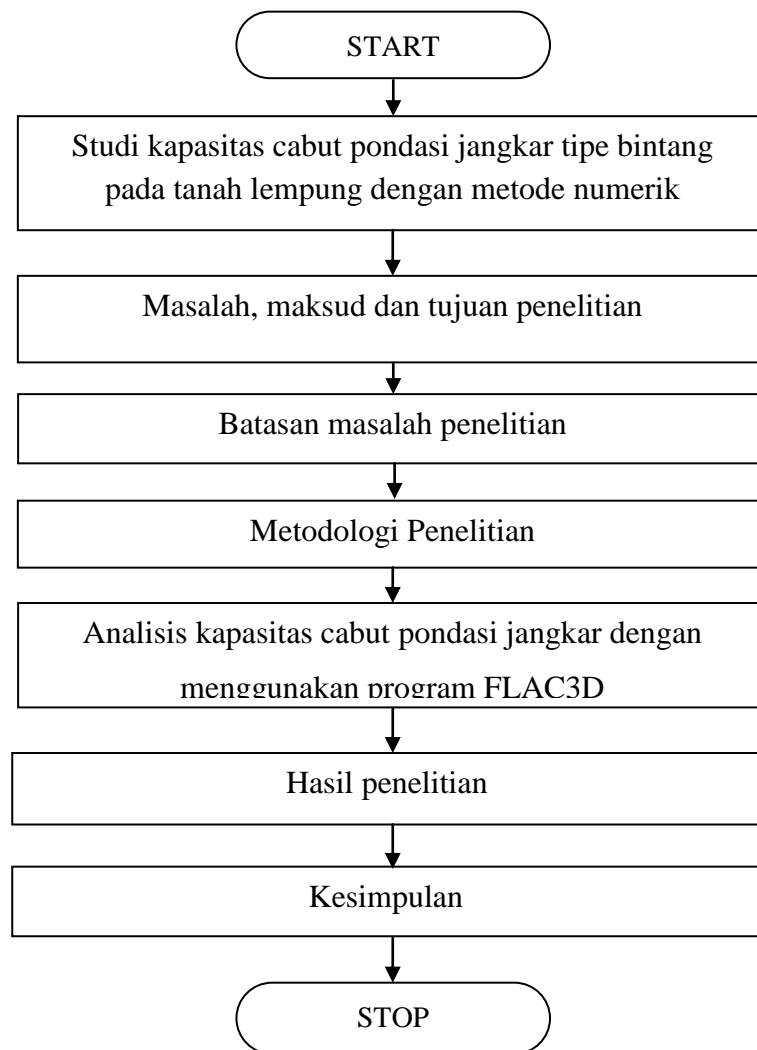 START
Studi kapasitas cabut pondasi jangkar tipe bintang
pada tanah lempung dengan metode numerik
Masalah, maksud dan tujuan penelitian
Batasan masalah penelitian
Metodologi Penelitian
Analisis kapasitas cabut pondasi jangkar dengan
menggunakan program FLAC3D
Hasil penelitian
Kesimpulan
STOP